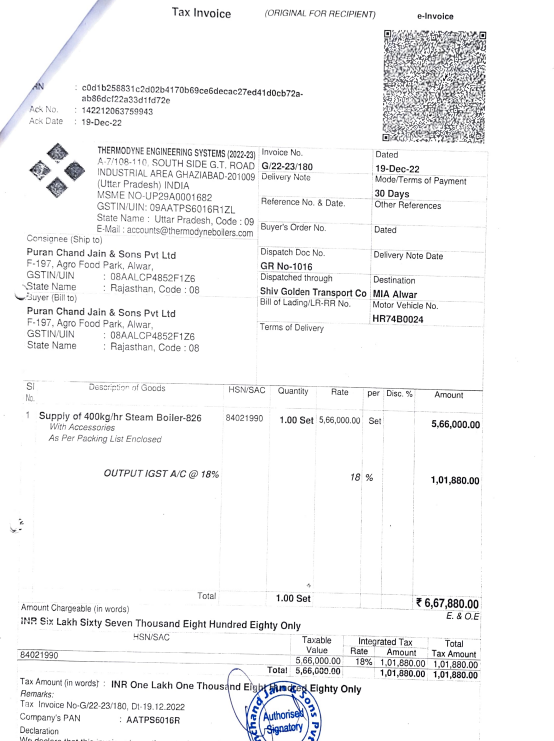 Tax Invoice (ORIGINAL FOR RECIPIENT) e-Invoice
: c0d1b258831c2d02b4170b69ce6decac27ed41d0cb72a-
ab86dcf22a33d1fd72e
Ack No. : 142212063759943
Ack Date : 19-Dec-22
THERMODYNE ENGINEERING SYSTEMS (2022-23)
A-7/108-110, SOUTH SIDE G.T. ROAD
INDUSTRIAL AREA GHAZIABAD-201009
(Uttar Pradesh) INDIA
MSME NO-UP29A0001682
GSTIN/UIN: 09AATPS6016R1ZL
State Name : Uttar Pradesh, Code : 09
E-Mail : accounts@thermodyneboilers.com
Invoice No. Dated
G/22-23/180 19-Dec-22
Delivery Note Mode/Terms of Payment
30 Days
Reference No. & Date. Other References
Buyer's Order No. Dated
Dispatch Doc No. Delivery Note Date
GR No-1016
Dispatched through Destination
Shiv Golden Transport Co MIA Alwar
Bill of Lading/LR-RR No. Motor Vehicle No.
HR74B0024
Terms of Delivery
Consignee (Ship to)
Puran Chand Jain & Sons Pvt Ltd
F-197, Agro Food Park, Alwar,
GSTIN/UIN : 08AALCP4852F1Z6
State Name : Rajasthan, Code : 08
Buyer (Bill to)
Puran Chand Jain & Sons Pvt Ltd
F-197, Agro Food Park, Alwar,
GSTIN/UIN : 08AALCP4852F1Z6
State Name : Rajasthan, Code : 08
Sl No. Description of Goods HSN/SAC Quantity Rate per Disc. % Amount
1 Supply of 400kg/hr Steam Boiler-826 84021990 1.00 Set 5,66,000.00 Set 5,66,000.00
With Accessories
As Per Packing List Enclosed
OUTPUT IGST A/C @ 18% 18 % 1,01,880.00
Total 1.00 Set ₹ 6,67,880.00
Amount Chargeable (in words) E. & O.E
INR Six Lakh Sixty Seven Thousand Eight Hundred Eighty Only
HSN/SAC Taxable Value Integrated Tax Rate Amount Total Tax Amount
84021990 5,66,000.00 18% 1,01,880.00 1,01,880.00
Total 5,66,000.00 1,01,880.00 1,01,880.00
Tax Amount (in words) : INR One Lakh One Thousand Eight Hundred Eighty Only
Remarks:
Tax Invoice No-G/22-23/180, Dt-19.12.2022
Company's PAN : AATPS6016R
Declaration
Authorised
Signatory